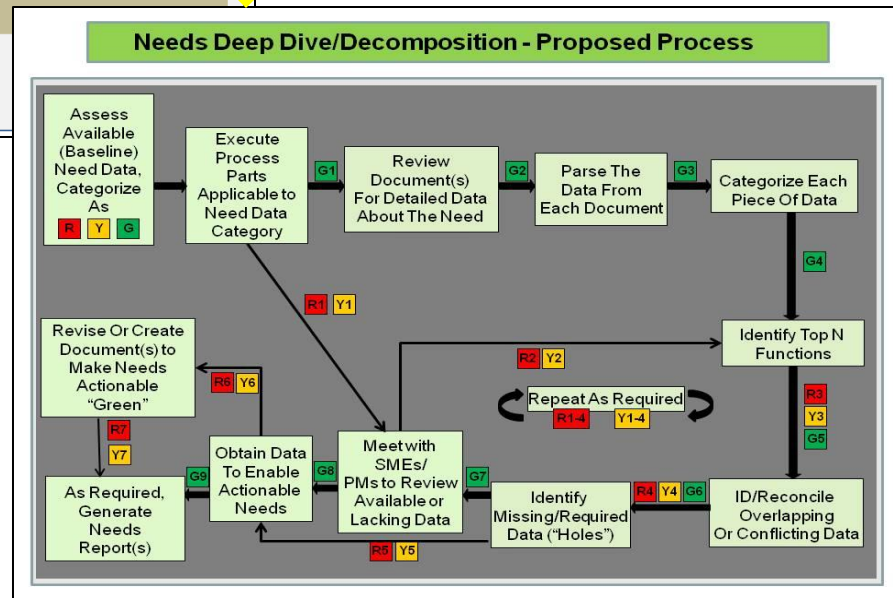 Needs Deep Dive/Decomposition - Proposed Process
Assess
Available
(Baseline)
Need Data,
Categorize
As
R Y G
Execute
Process
Parts
Applicable to
Need Data
Category
G1
Review
Document(s)
For Detailed Data
About The Need
G2
Parse The
Data From
Each Document
G3
Categorize Each
Piece Of Data
G4
R1 Y1
R2 Y2
Identify Top N
Functions
Repeat As Required
R1-4 Y1-4
R3
Y3
G5
ID/Reconcile
Overlapping
Or Conflicting Data
R4 Y4 G6
Identify
Missing/Required
Data ("Holes")
G7
R5 Y5
Meet with
SMEs/
PMs to Review
Available or
Lacking Data
G8
Obtain Data
To Enable
Actionable
Needs
R6 Y6
G9
Revise Or Create
Document(s) to
Make Needs
Actionable
"Green"
R7
Y7
As Required,
Generate
Needs
Report(s)